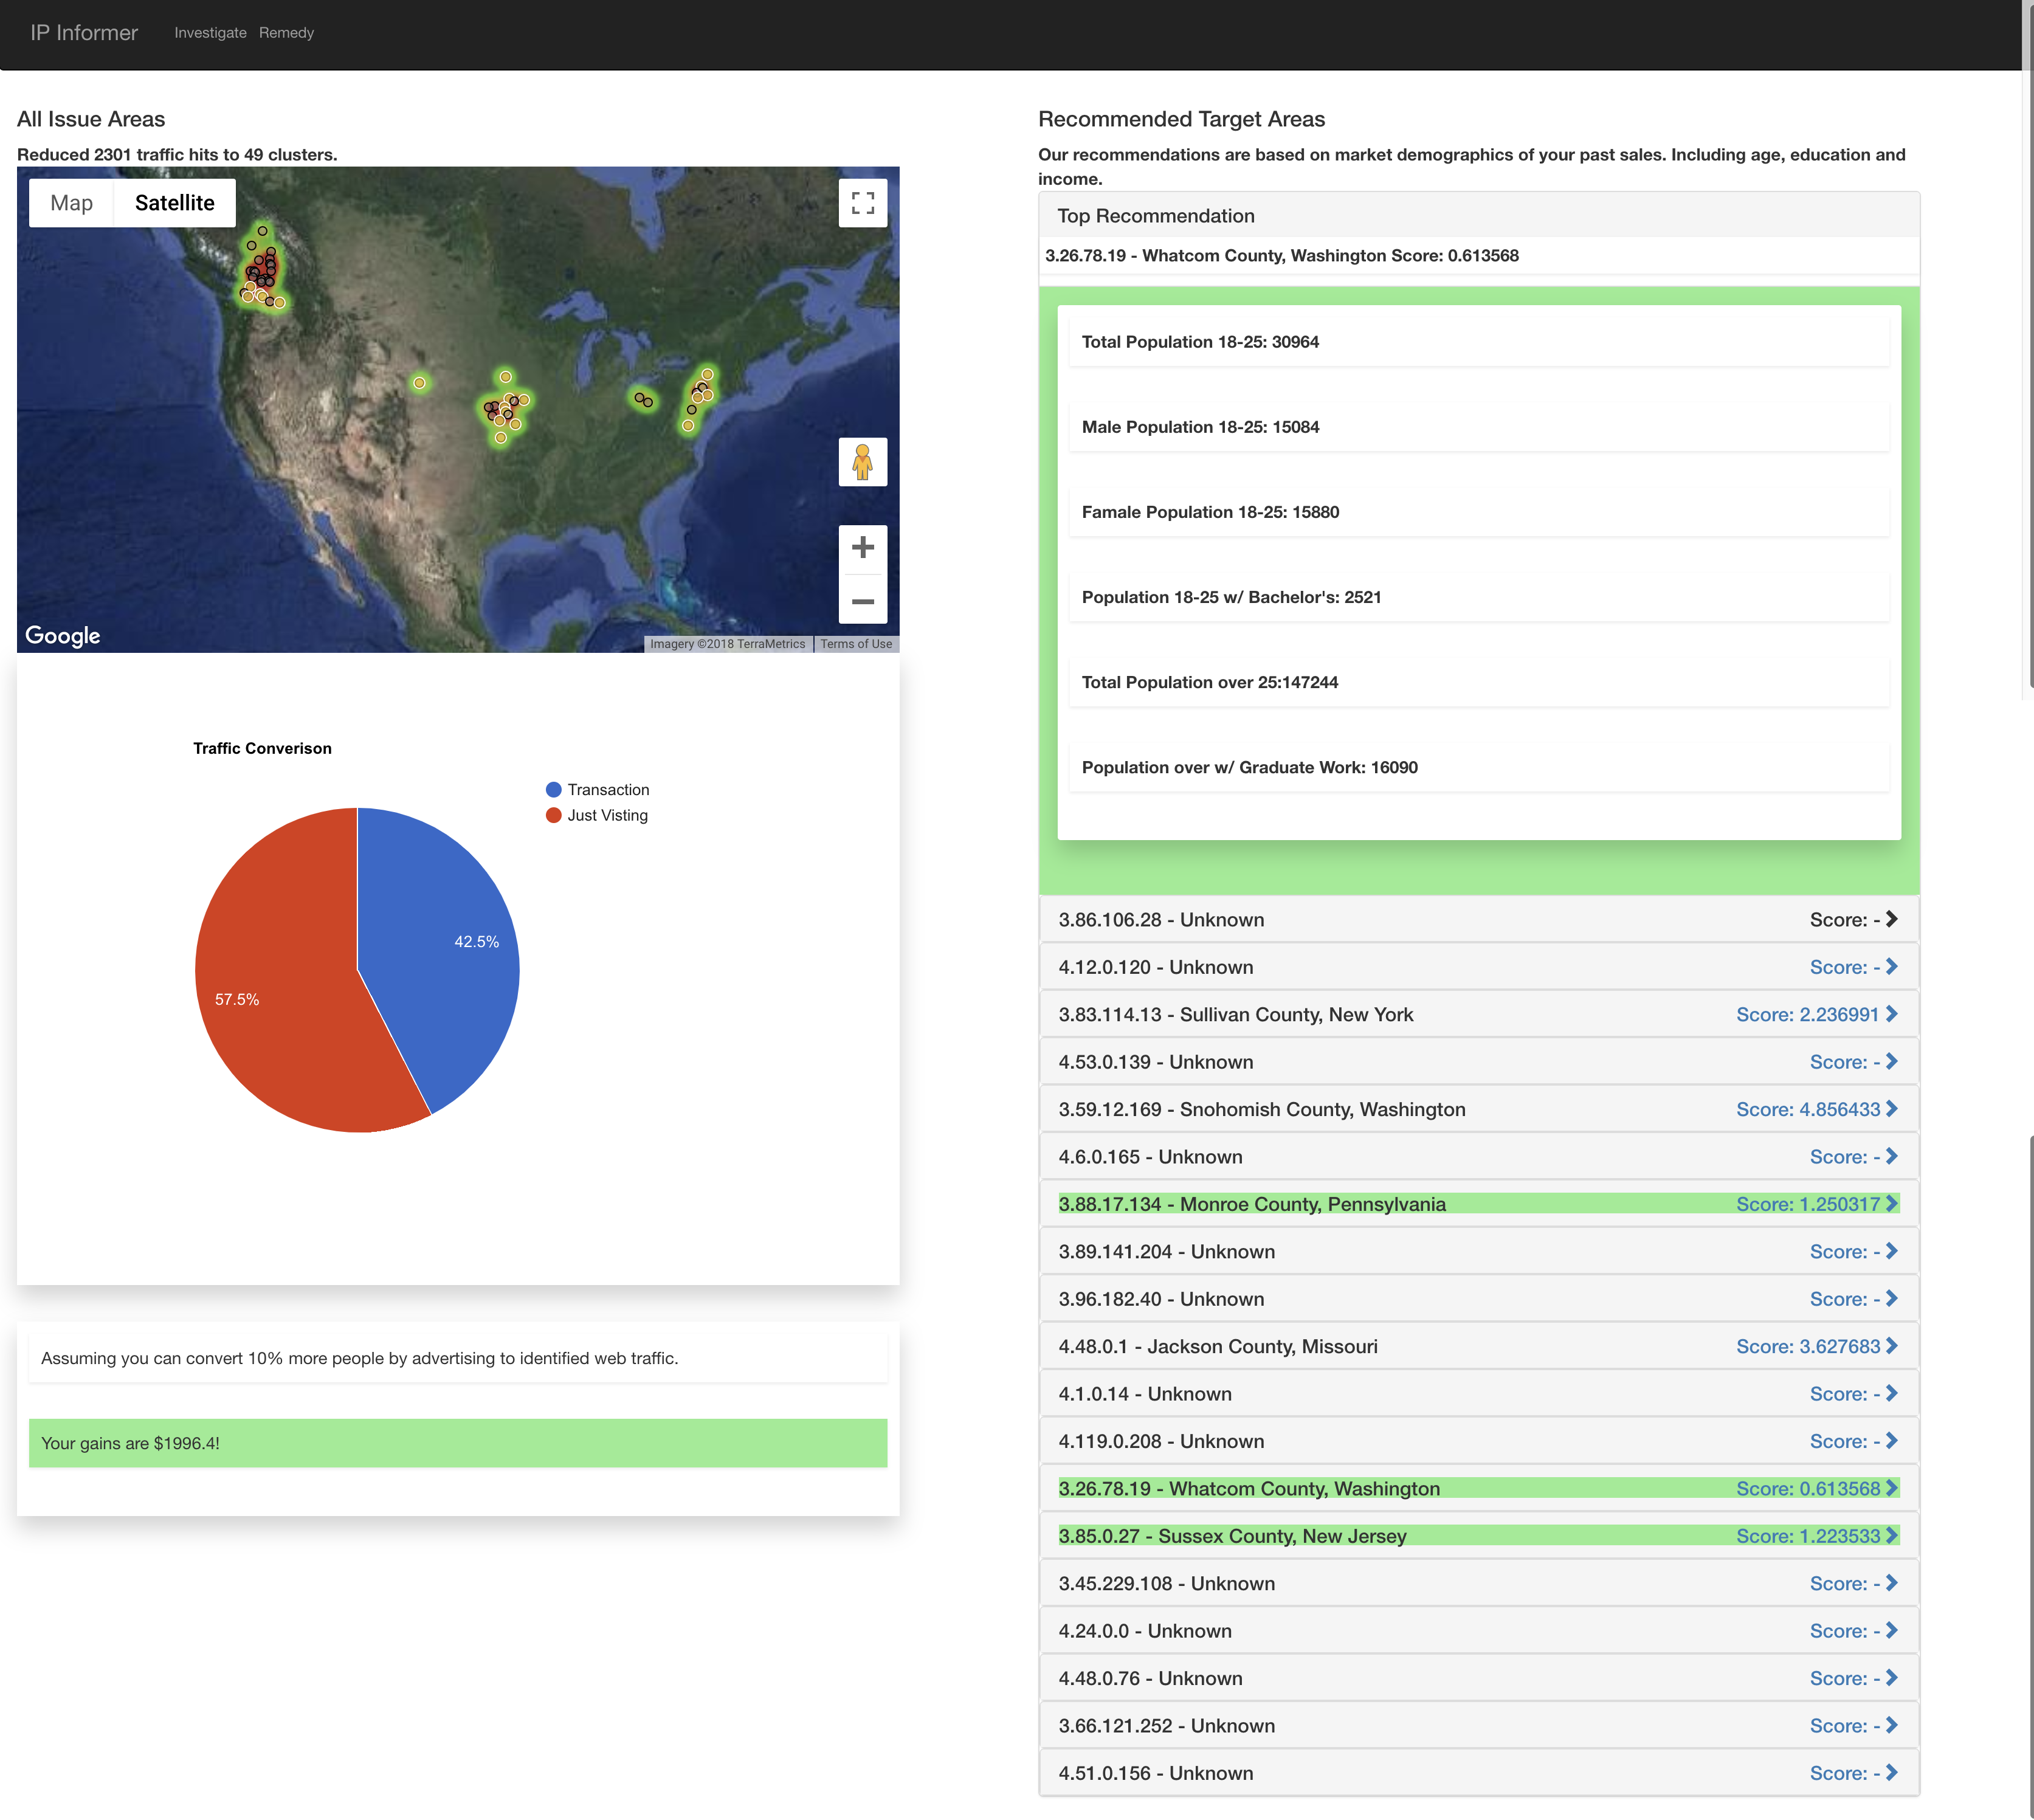 IP Informer Investigate Remedy
All Issue Areas
Reduced 2301 traffic hits to 49 clusters.
Map Satellite
Google
Imagery ©2018 TerraMetrics Terms of Use
Traffic Converison
Transaction
Just Visting
42.5%
57.5%
Assuming you can convert 10% more people by advertising to identified web traffic.
Your gains are $1996.4!
Recommended Target Areas
Our recommendations are based on market demographics of your past sales. Including age, education and
income.
Top Recommendation
3.26.78.19 - Whatcom County, Washington Score: 0.613568
Total Population 18-25: 30964
Male Population 18-25: 15084
Famale Population 18-25: 15880
Population 18-25 w/ Bachelor's: 2521
Total Population over 25:147244
Population over w/ Graduate Work: 16090
3.86.106.28 - Unknown Score: -
4.12.0.120 - Unknown Score: -
3.83.114.13 - Sullivan County, New York Score: 2.236991
4.53.0.139 - Unknown Score: -
3.59.12.169 - Snohomish County, Washington Score: 4.856433
4.6.0.165 - Unknown Score: -
3.88.17.134 - Monroe County, Pennsylvania Score: 1.250317
3.89.141.204 - Unknown Score: -
3.96.182.40 - Unknown Score: -
4.48.0.1 - Jackson County, Missouri Score: 3.627683
4.1.0.14 - Unknown Score: -
4.119.0.208 - Unknown Score: -
3.26.78.19 - Whatcom County, Washington Score: 0.613568
3.85.0.27 - Sussex County, New Jersey Score: 1.223533
3.45.229.108 - Unknown Score: -
4.24.0.0 - Unknown Score: -
4.48.0.76 - Unknown Score: -
3.66.121.252 - Unknown Score: -
4.51.0.156 - Unknown Score: -